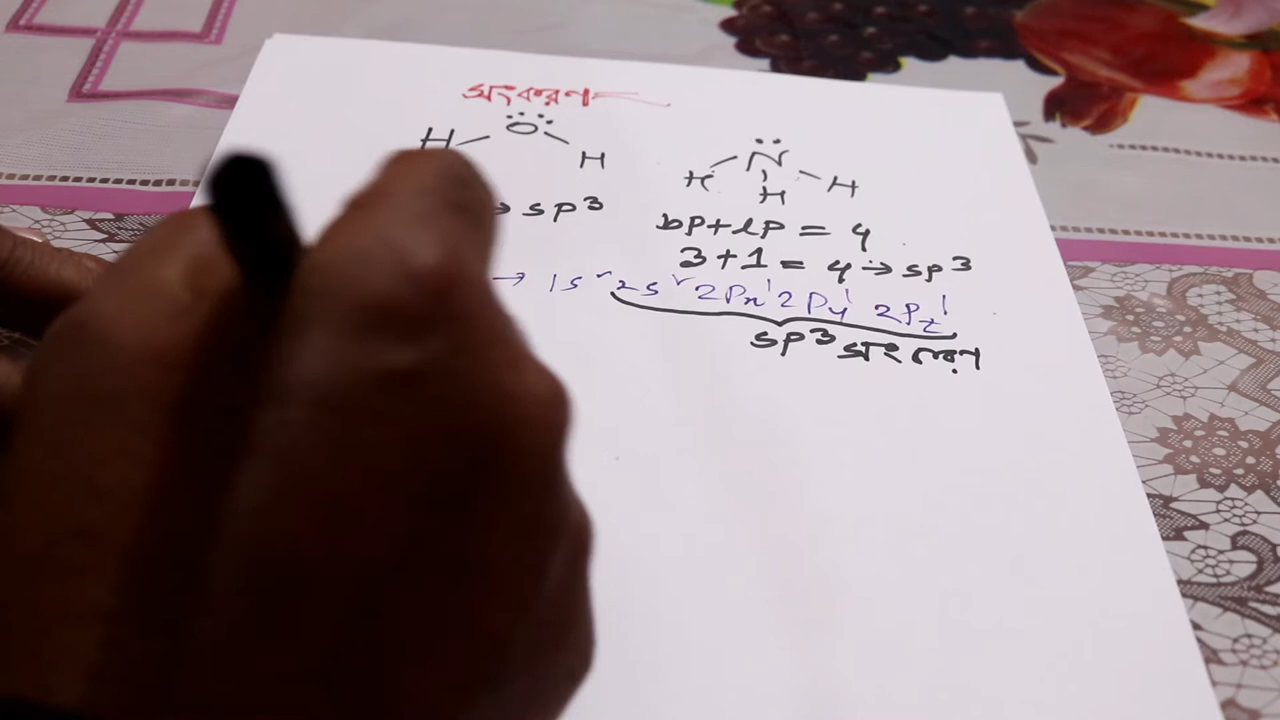 সংকরণ
H O H
H N H
H
→ sp³
bp+lp = 4
3+1 = 4 → sp³
→ 1s² 2s² 2Px¹ 2Py¹ 2Pz¹
sp³ সংকরণ